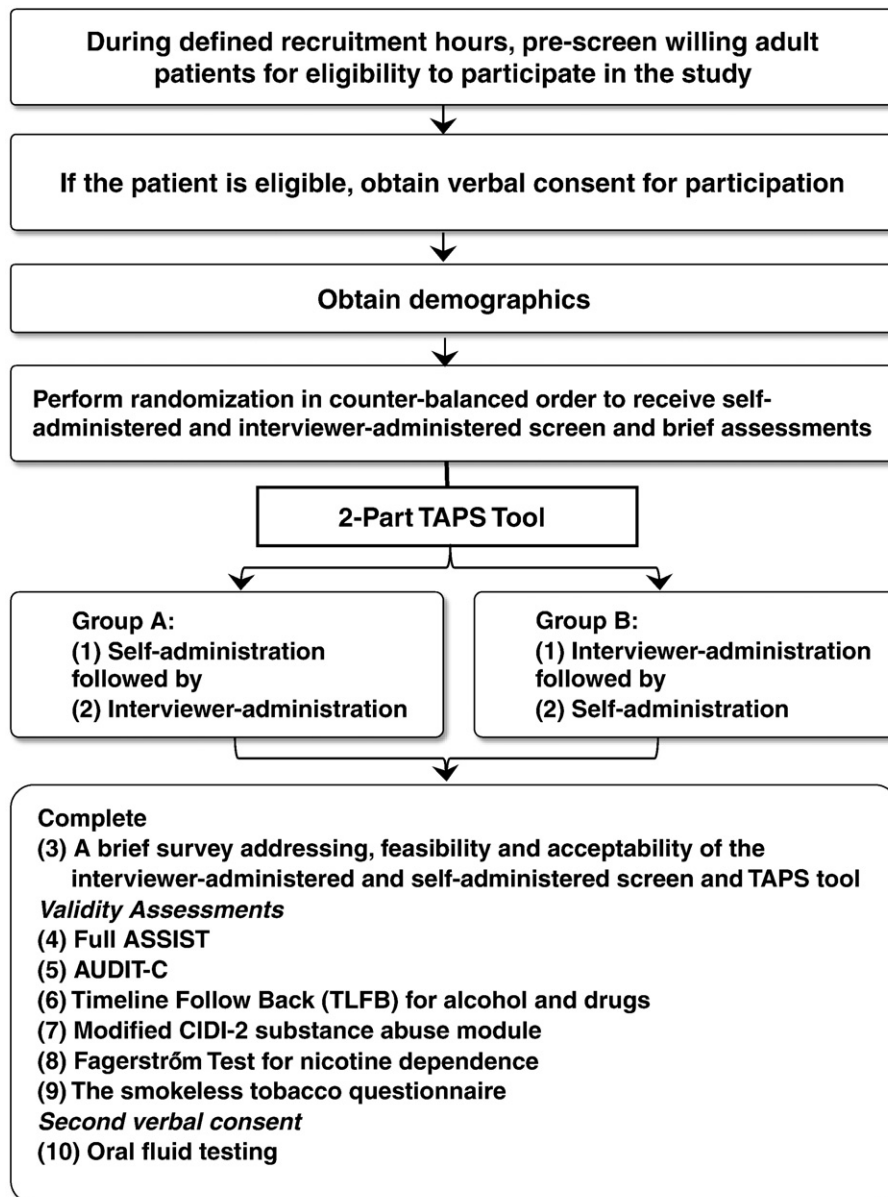 During defined recruitment hours, pre-screen willing adult
patients for eligibility to participate in the study
If the patient is eligible, obtain verbal consent for participation
Obtain demographics
Perform randomization in counter-balanced order to receive self-
administered and interviewer-administered screen and brief assessments
2-Part TAPS Tool
Group A:
(1) Self-administration
followed by
(2) Interviewer-administration
Group B:
(1) Interviewer-administration
followed by
(2) Self-administration
Complete
(3) A brief survey addressing, feasibility and acceptability of the
interviewer-administered and self-administered screen and TAPS tool
Validity Assessments
(4) Full ASSIST
(5) AUDIT-C
(6) Timeline Follow Back (TLFB) for alcohol and drugs
(7) Modified CIDI-2 substance abuse module
(8) Fagerstrőm Test for nicotine dependence
(9) The smokeless tobacco questionnaire
Second verbal consent
(10) Oral fluid testing